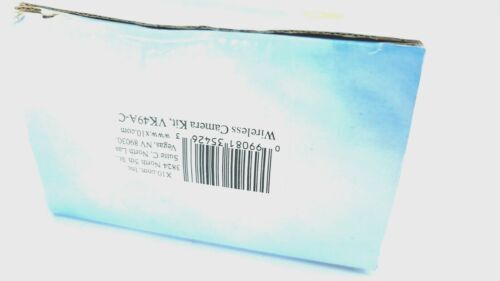 X10.com, Inc.
3824 North 5th St.,
Suite C, North Las
Vegas, NV 89030
www.x10.com
0 99081 35426 3
Wireless Camera Kit, VK49A-C